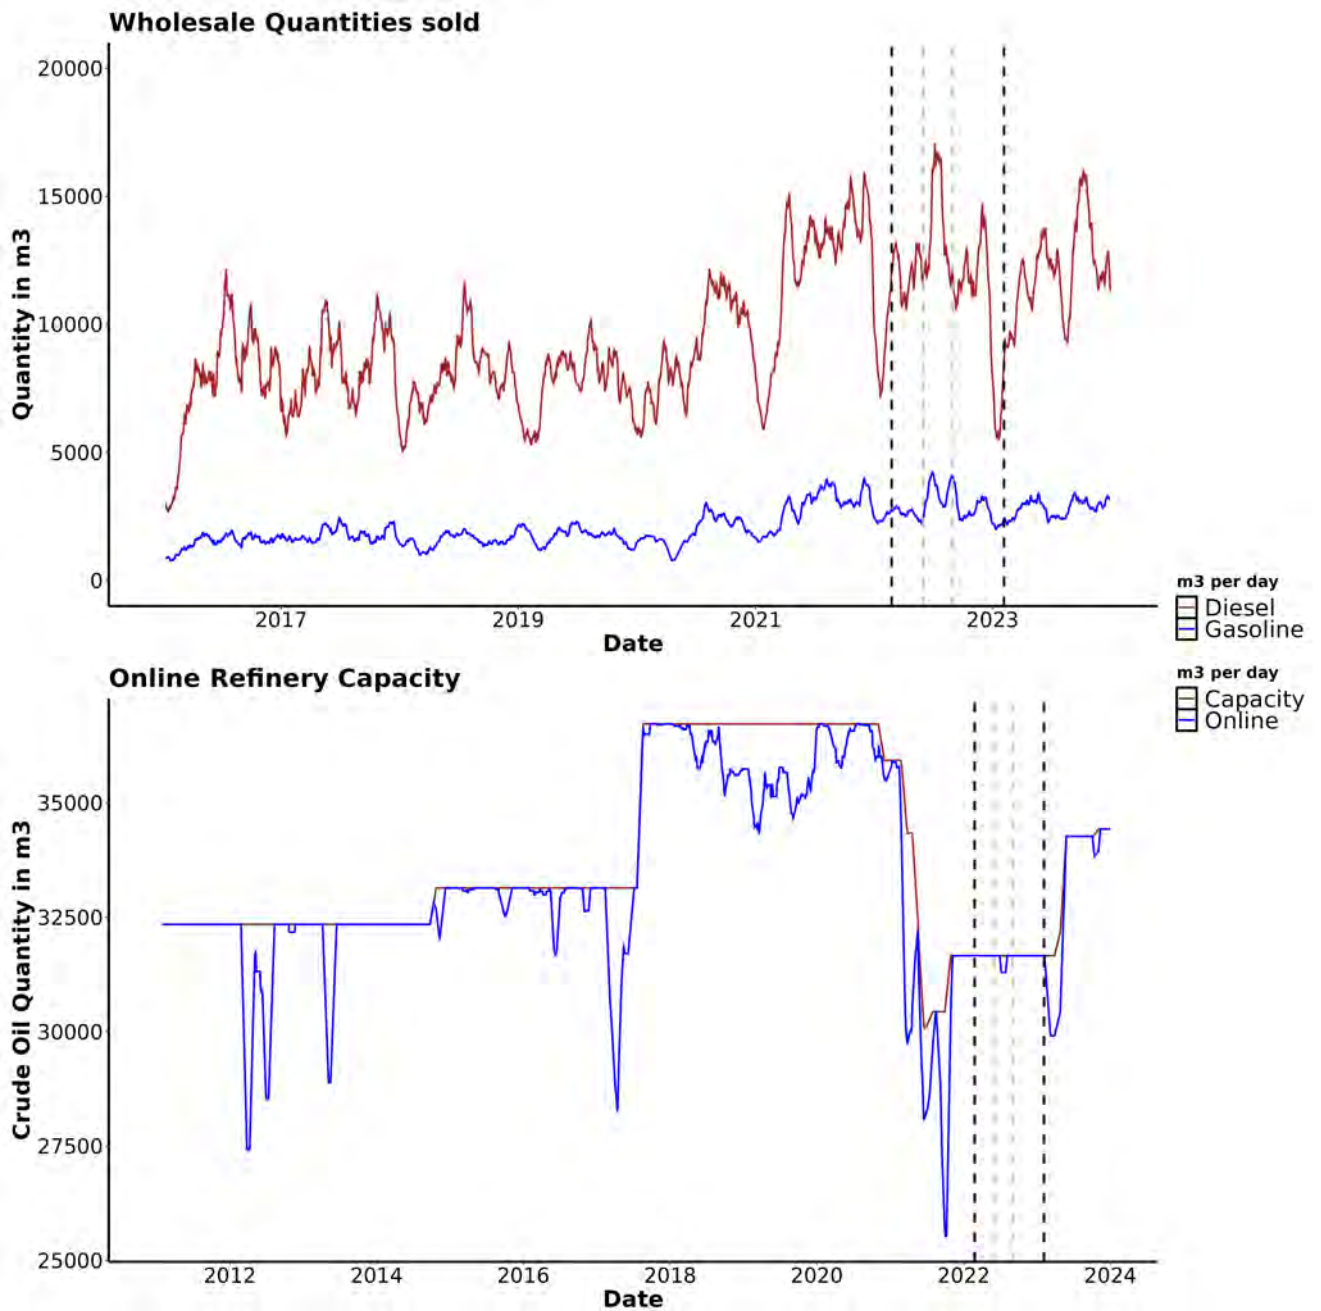 Wholesale Quantities sold
20000
15000
10000
5000
0
Quantity in m3
2017 2019 2021 2023
Date
m3 per day
Diesel
Gasoline
Online Refinery Capacity
m3 per day
Capacity
Online
35000
32500
30000
27500
25000
Crude Oil Quantity in m3
2012 2014 2016 2018 2020 2022 2024
Date